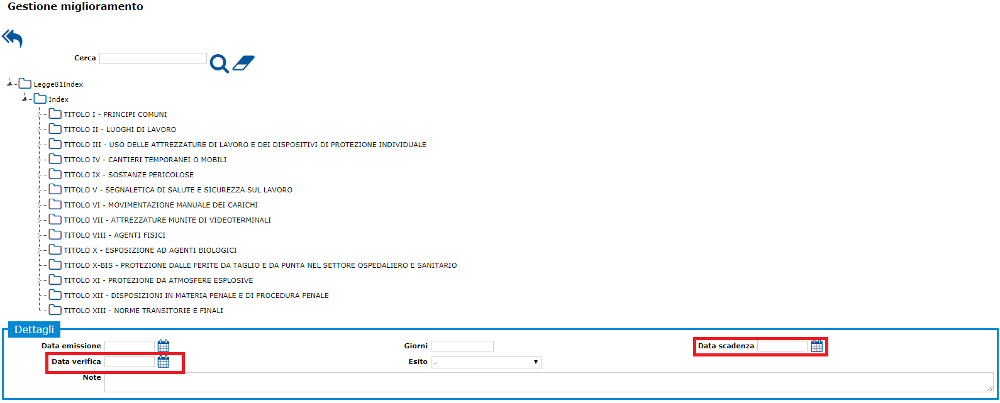 Gestione miglioramento
Cerca
Legge81Index
Index
TITOLO I - PRINCIPI COMUNI
TITOLO II - LUOGHI DI LAVORO
TITOLO III - USO DELLE ATTREZZATURE DI LAVORO E DEI DISPOSITIVI DI PROTEZIONE INDIVIDUALE
TITOLO IV - CANTIERI TEMPORANEI O MOBILI
TITOLO IX - SOSTANZE PERICOLOSE
TITOLO V - SEGNALETICA DI SALUTE E SICUREZZA SUL LAVORO
TITOLO VI - MOVIMENTAZIONE MANUALE DEI CARICHI
TITOLO VII - ATTREZZATURE MUNITE DI VIDEOTERMINALI
TITOLO VIII - AGENTI FISICI
TITOLO X - ESPOSIZIONE AD AGENTI BIOLOGICI
TITOLO X-BIS - PROTEZIONE DALLE FERITE DA TAGLIO E DA PUNTA NEL SETTORE OSPEDALIERO E SANITARIO
TITOLO XI - PROTEZIONE DA ATMOSFERE ESPLOSIVE
TITOLO XII - DISPOSIZIONI IN MATERIA PENALE E DI PROCEDURA PENALE
TITOLO XIII - NORME TRANSITORIE E FINALI
Dettagli
Data emissione Giorni Data scadenza
Data verifica Esito -
Note